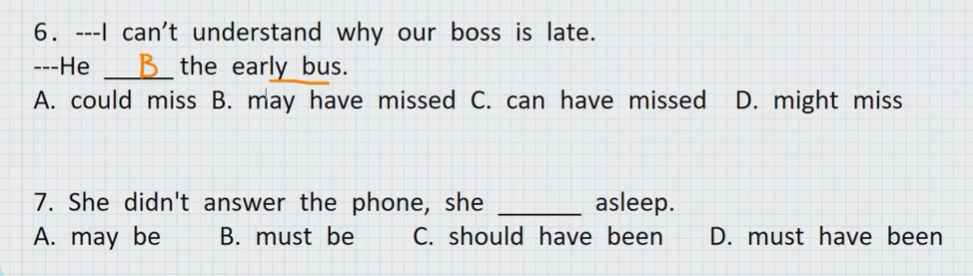 6. ---I can't understand why our boss is late.
---He __B__ the early bus.
A. could miss B. may have missed C. can have missed D. might miss
7. She didn't answer the phone, she ______ asleep.
A. may be B. must be C. should have been D. must have been